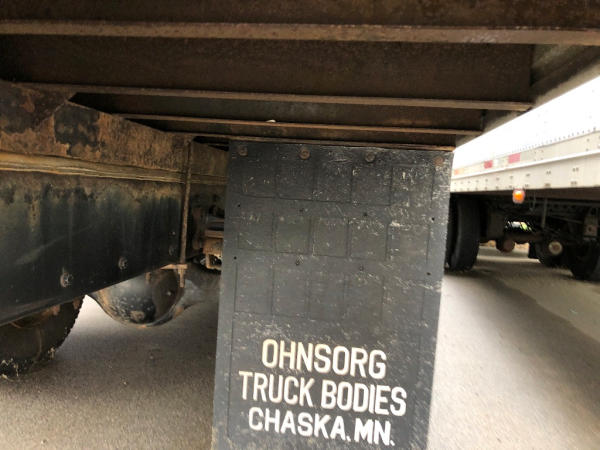 OHNSORG
TRUCK BODIES
CHASKA, MN.